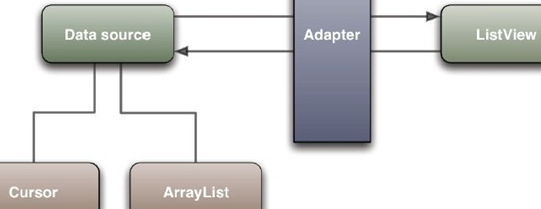 Data source
Adapter
ListView
Cursor
ArrayList